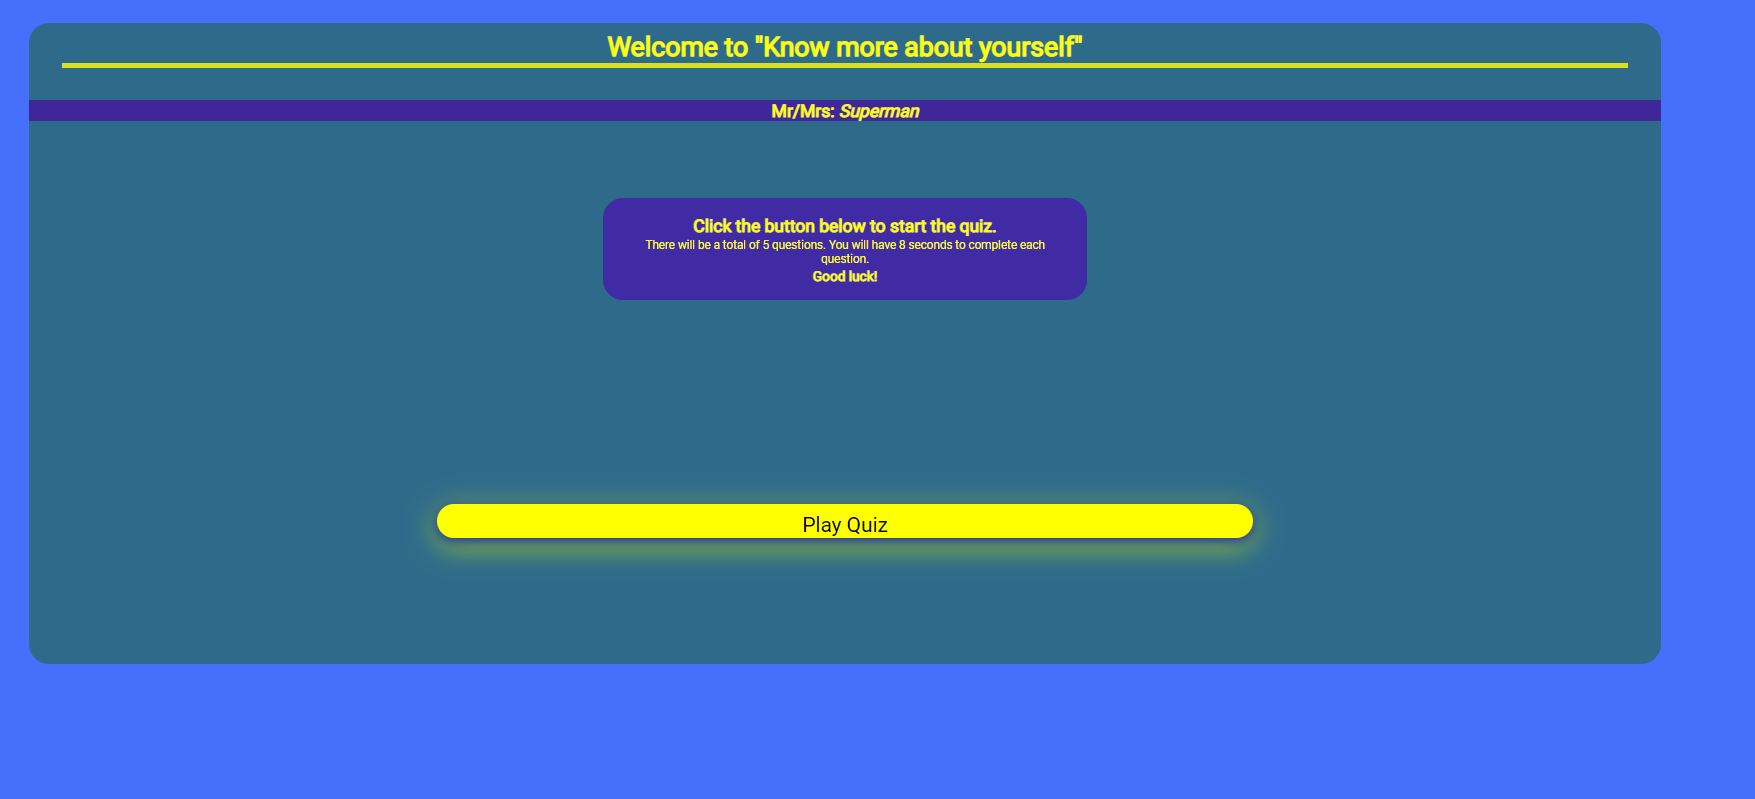 Welcome to "Know more about yourself"
Mr/Mrs: Superman
Click the button below to start the quiz.
There will be a total of 5 questions. You will have 8 seconds to complete each
question.
Good luck!
Play Quiz